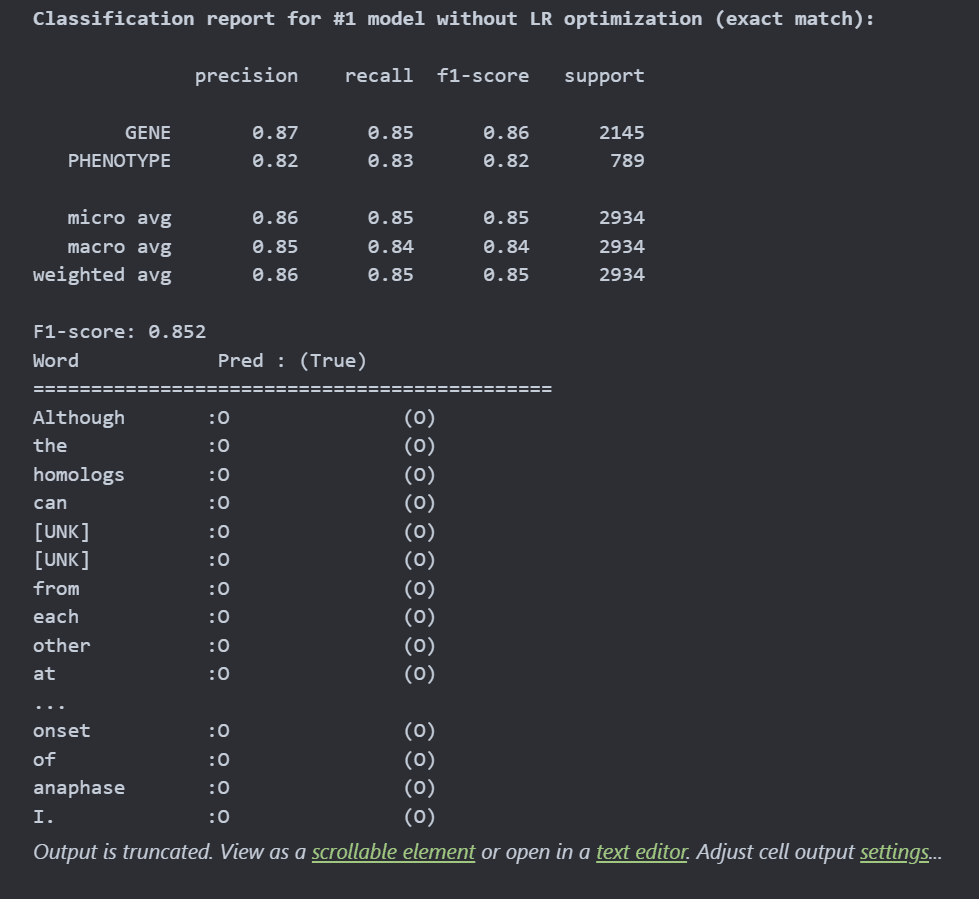 Classification report for #1 model without LR optimization (exact match):
precision recall f1-score support
GENE 0.87 0.85 0.86 2145
PHENOTYPE 0.82 0.83 0.82 789
micro avg 0.86 0.85 0.85 2934
macro avg 0.85 0.84 0.84 2934
weighted avg 0.86 0.85 0.85 2934
F1-score: 0.852
Word Pred : (True)
=============================================
Although :O (O)
the :O (O)
homologs :O (O)
can :O (O)
[UNK] :O (O)
[UNK] :O (O)
from :O (O)
each :O (O)
other :O (O)
at :O (O)
...
onset :O (O)
of :O (O)
anaphase :O (O)
I. :O (O)
Output is truncated. View as a scrollable element or open in a text editor. Adjust cell output settings...